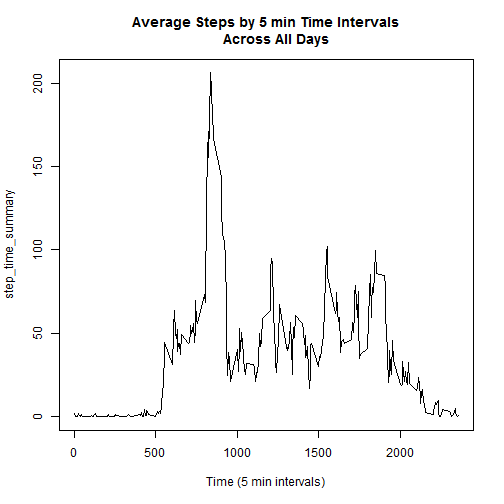 Average Steps by 5 min Time Intervals
Across All Days
step_time_summary
200
150
100
50
0
0
500
1000
1500
2000
Time (5 min intervals)